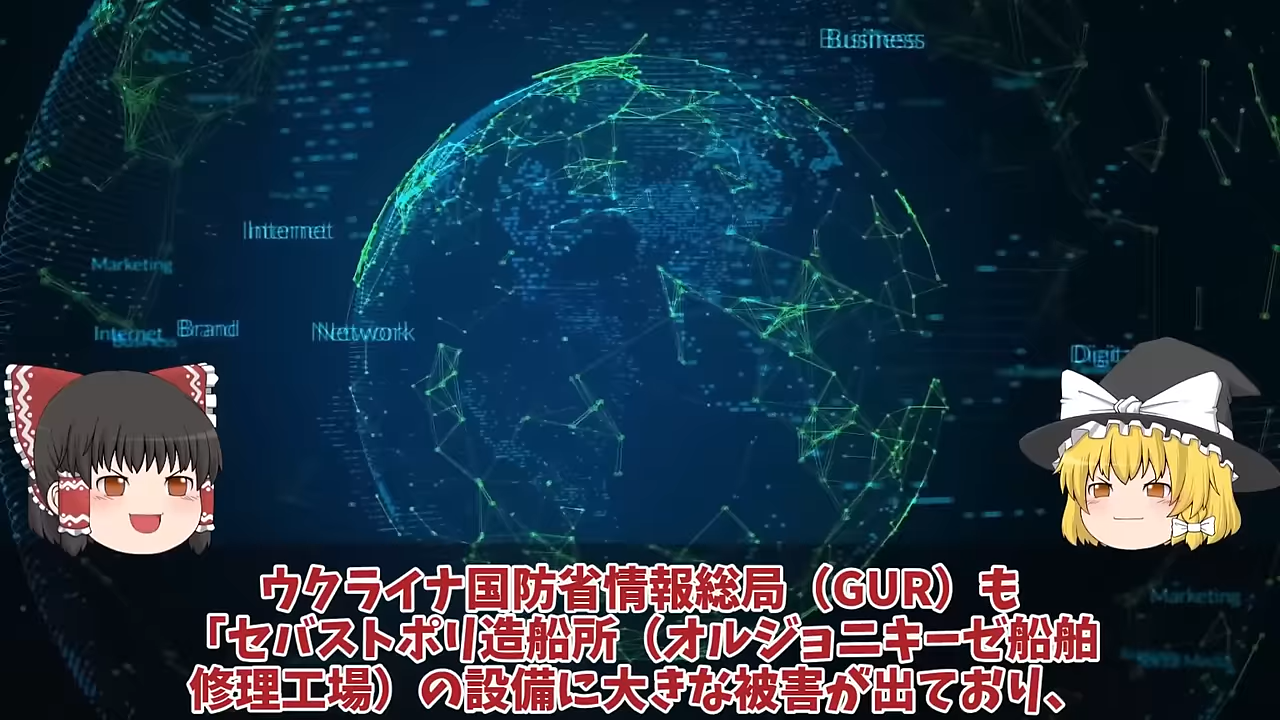 Business
Internet
Marketing
Internet
Brand
Network
Digit
ウクライナ国防省情報総局（GUR）も
「セバストポリ造船所（オルジョニキーゼ船舶
修理工場）の設備に大きな被害が出ており、
Marketing